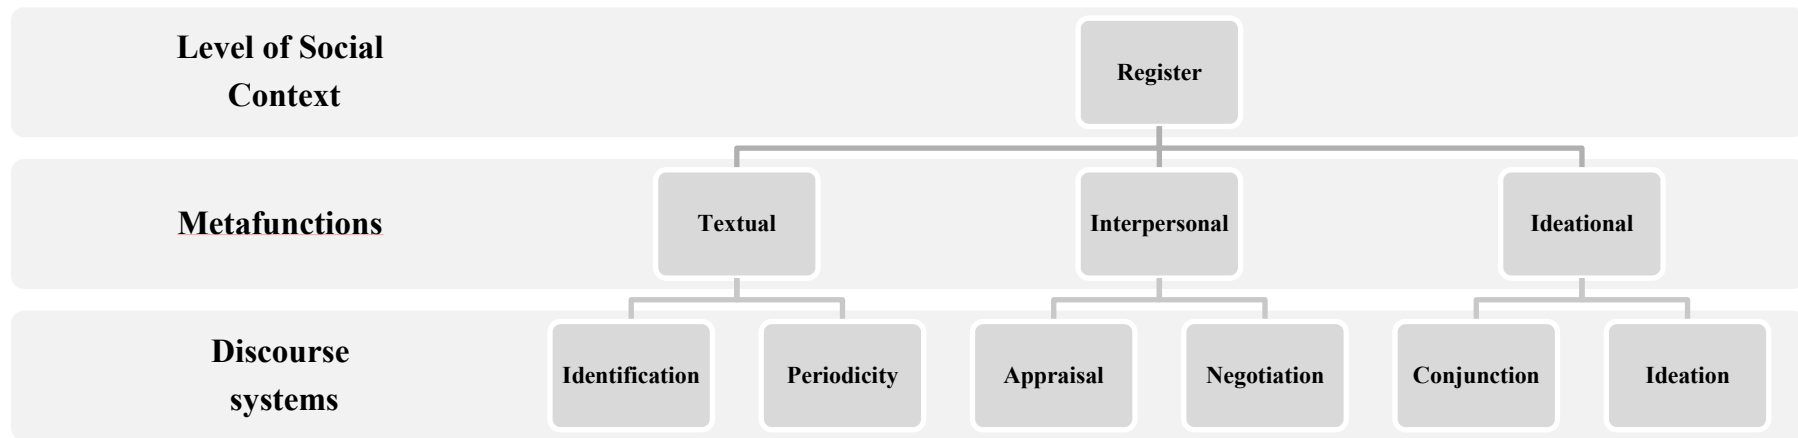 Level of Social
Context
Register
Metafunctions
Textual
Interpersonal
Ideational
Discourse
systems
Identification
Periodicity
Appraisal
Negotiation
Conjunction
Ideation